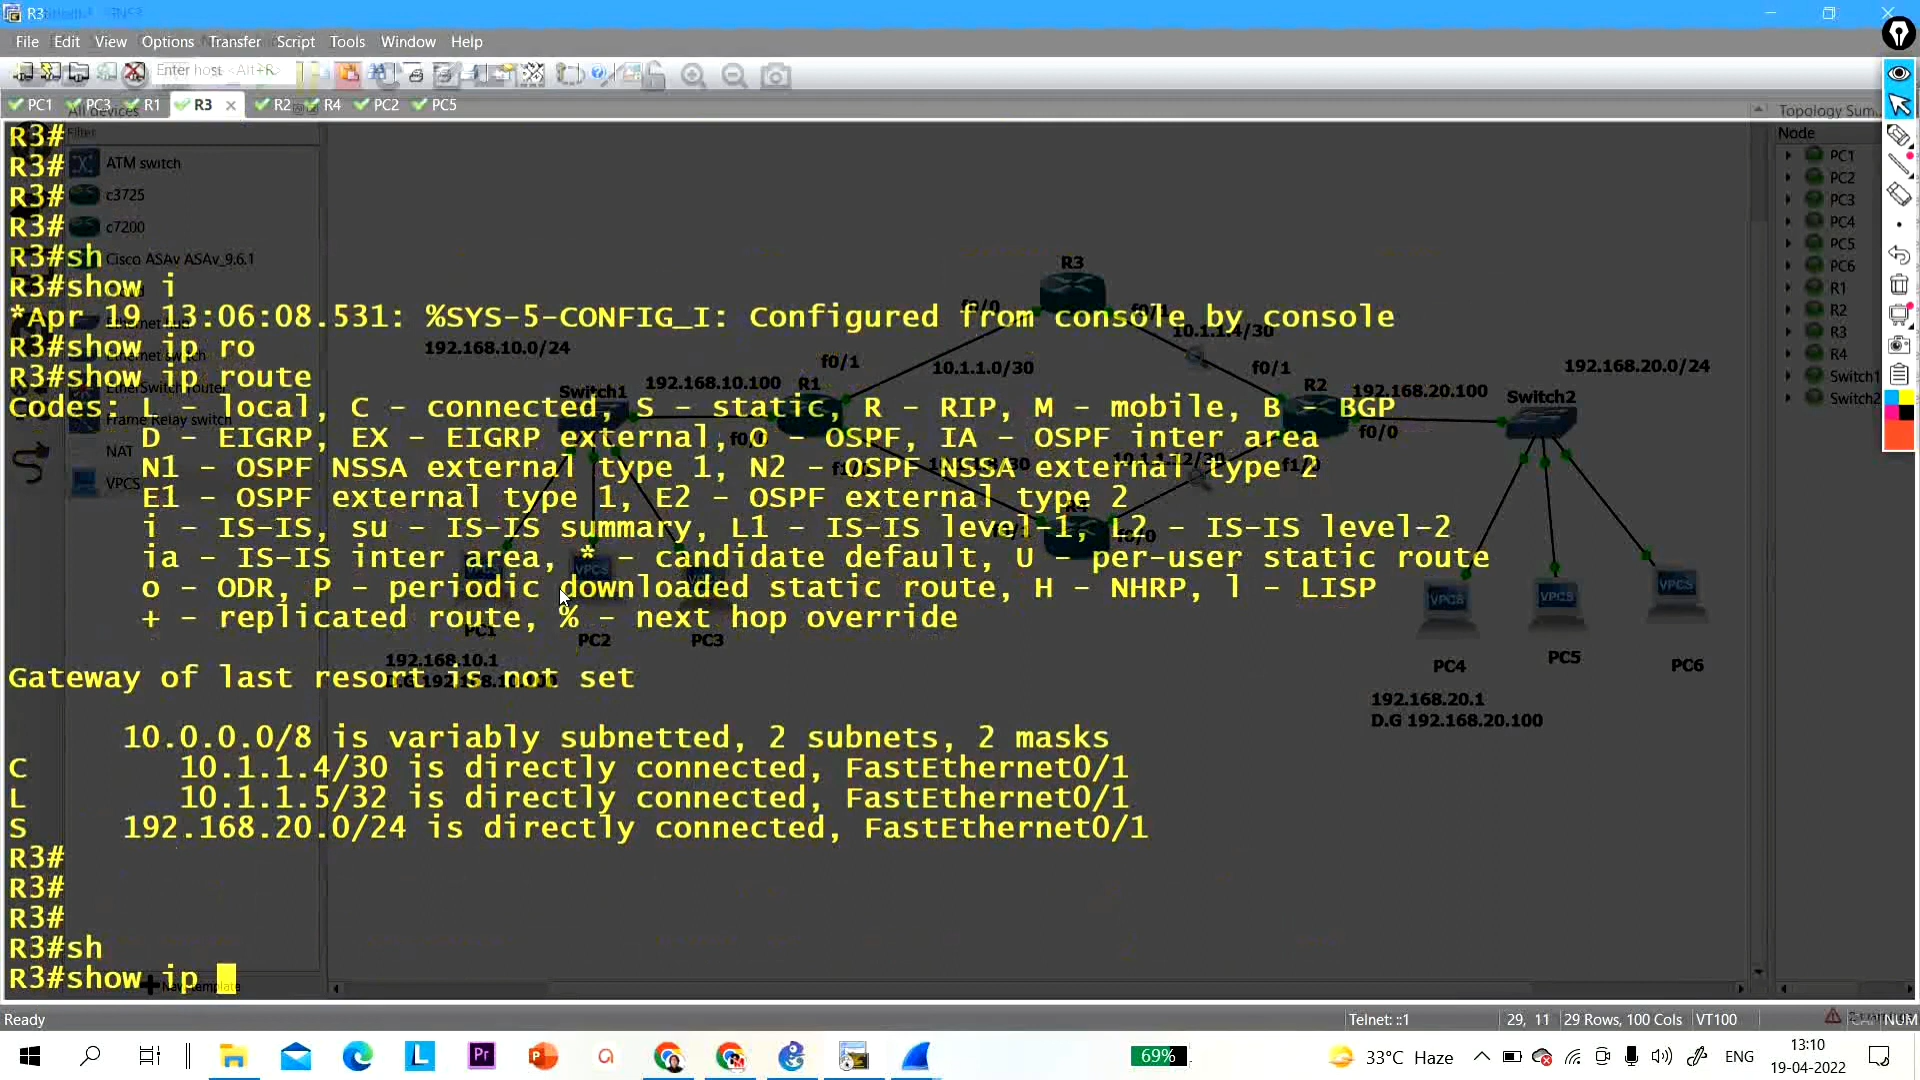 R3
File Edit View Options Transfer Script Tools Window Help
Enter host <Alt+R>
PC1 PC3 R1 R3 R2 R4 PC2 PC5
All devices
Filter
ATM switch
c3725
c7200
Cisco ASAv ASAv_9.6.1
Ethernet switch
EtherSwitch router
Frame Relay switch
NAT
VPCS
New template
R3#
R3#
R3#
R3#
R3#sh
R3#show i
*Apr 19 13:06:08.531: %SYS-5-CONFIG_I: Configured from console by console
R3#show ip ro
R3#show ip route
Codes: L - local, C - connected, S - static, R - RIP, M - mobile, B - BGP
D - EIGRP, EX - EIGRP external, O - OSPF, IA - OSPF inter area
N1 - OSPF NSSA external type 1, N2 - OSPF NSSA external type 2
E1 - OSPF external type 1, E2 - OSPF external type 2
i - IS-IS, su - IS-IS summary, L1 - IS-IS level-1, L2 - IS-IS level-2
ia - IS-IS inter area, * - candidate default, U - per-user static route
o - ODR, P - periodic downloaded static route, H - NHRP, l - LISP
+ - replicated route, % - next hop override
Gateway of last resort is not set
10.0.0.0/8 is variably subnetted, 2 subnets, 2 masks
C 10.1.1.4/30 is directly connected, FastEthernet0/1
L 10.1.1.5/32 is directly connected, FastEthernet0/1
S 192.168.20.0/24 is directly connected, FastEthernet0/1
R3#
R3#
R3#
R3#sh
R3#show ip
R3
f0/0
f0/1
10.1.1.4/30
192.168.10.0/24
f0/1
10.1.1.0/30
f0/1
192.168.20.0/24
Switch1
192.168.10.100
R1
R2
192.168.20.100
Switch2
f0/0
f0/0
f1/0
R4
f0/0
VPCS
VPCS
VPCS
VPCS
PC1
PC2
PC3
PC4
PC5
PC6
192.168.10.1
D.G 192.168.10.100
192.168.20.1
D.G 192.168.20.100
Node
PC1
PC2
PC3
PC4
PC5
PC6
R1
R2
R3
R4
Switch1
Switch2
Ready
Telnet: ::1
29, 11
29 Rows, 100 Cols
VT100
NUM
69%
33°C Haze
ENG
13:10
19-04-2022